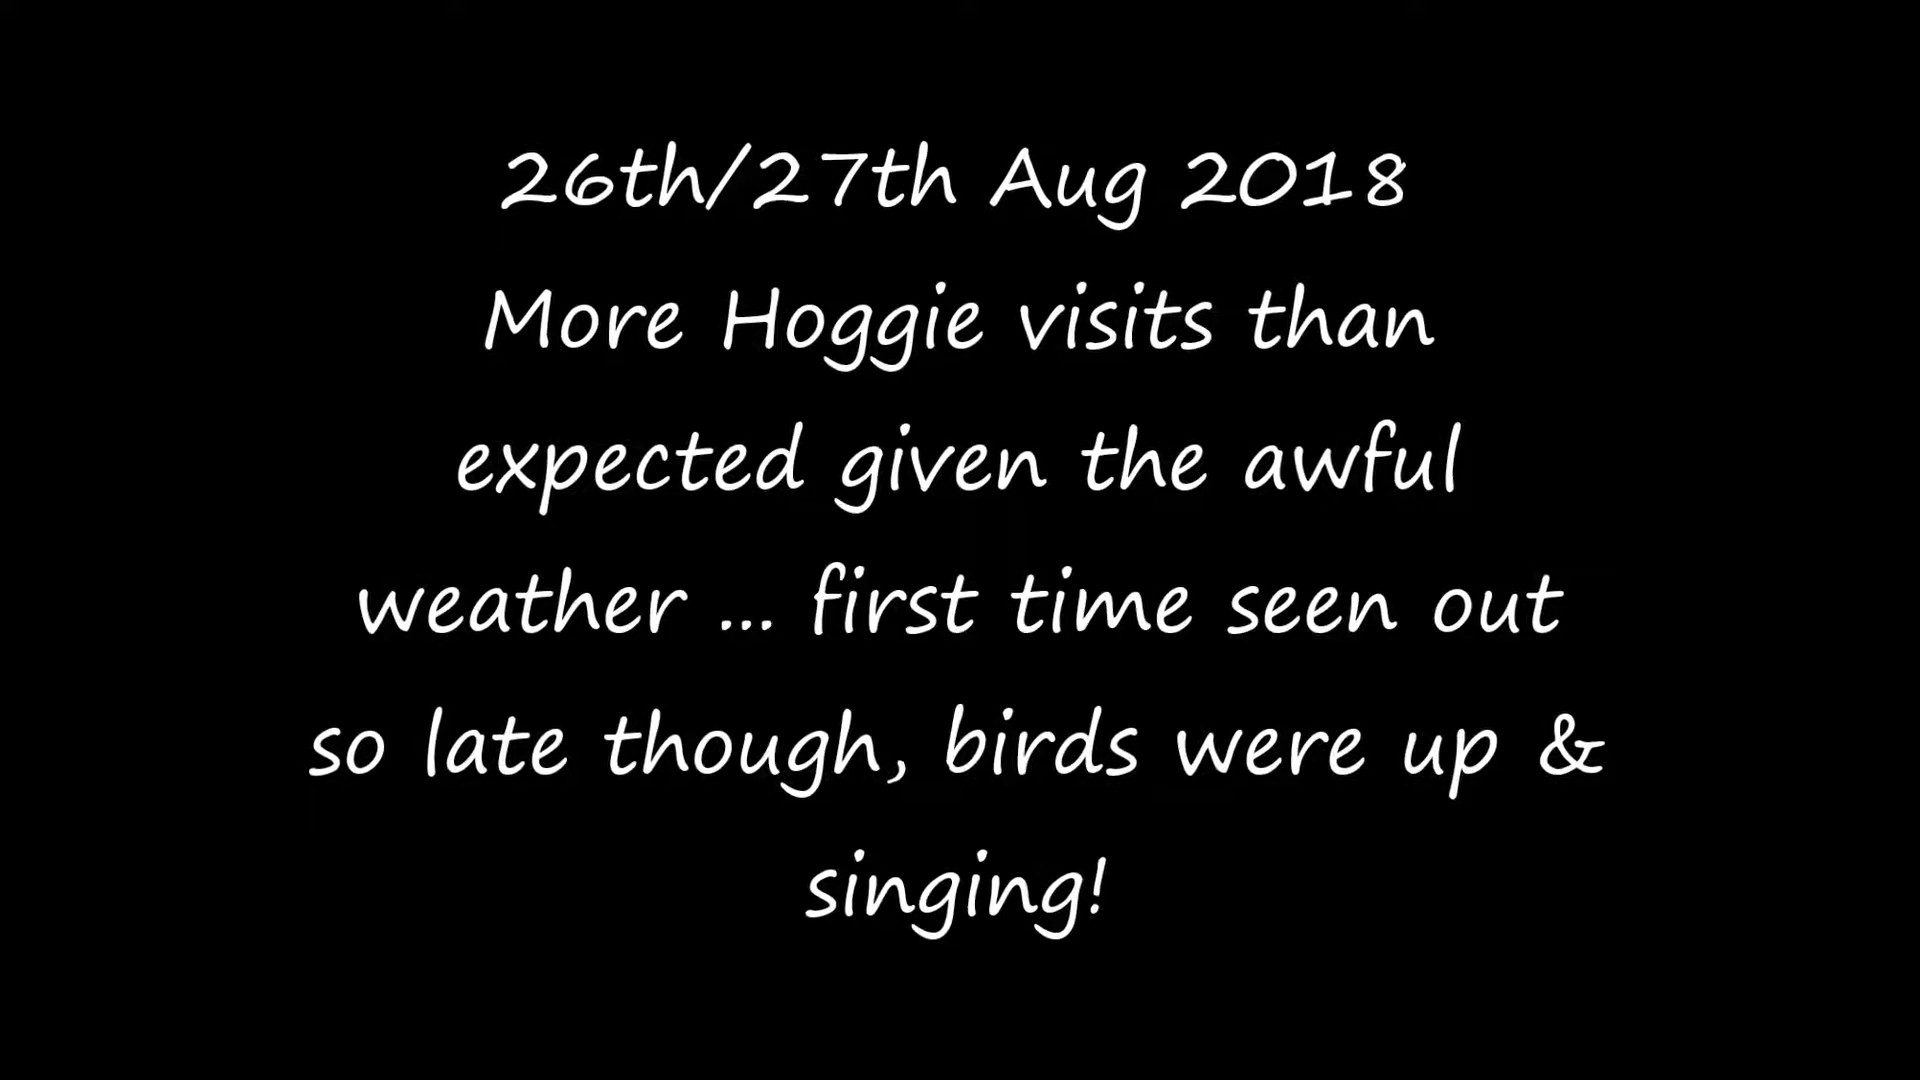 26th/27th Aug 2018
More Hoggie visits than
expected given the awful
weather ... first time seen out
so late though, birds were up &
singing!